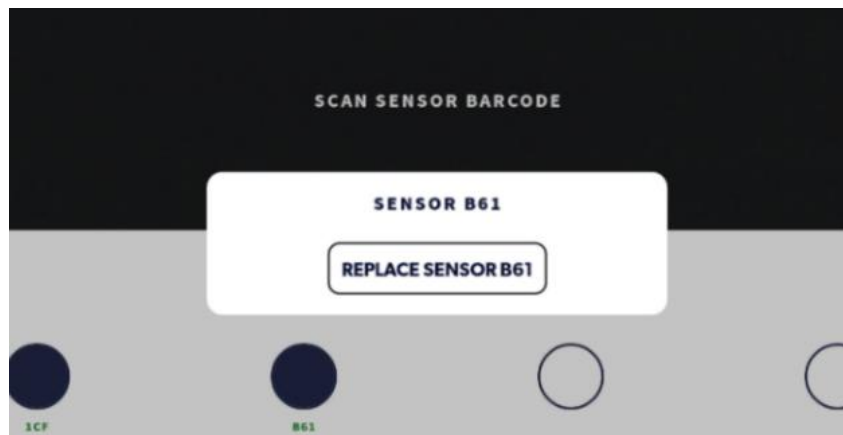 SCAN SENSOR BARCODE
SENSOR B61
REPLACE SENSOR B61
1CF
B61